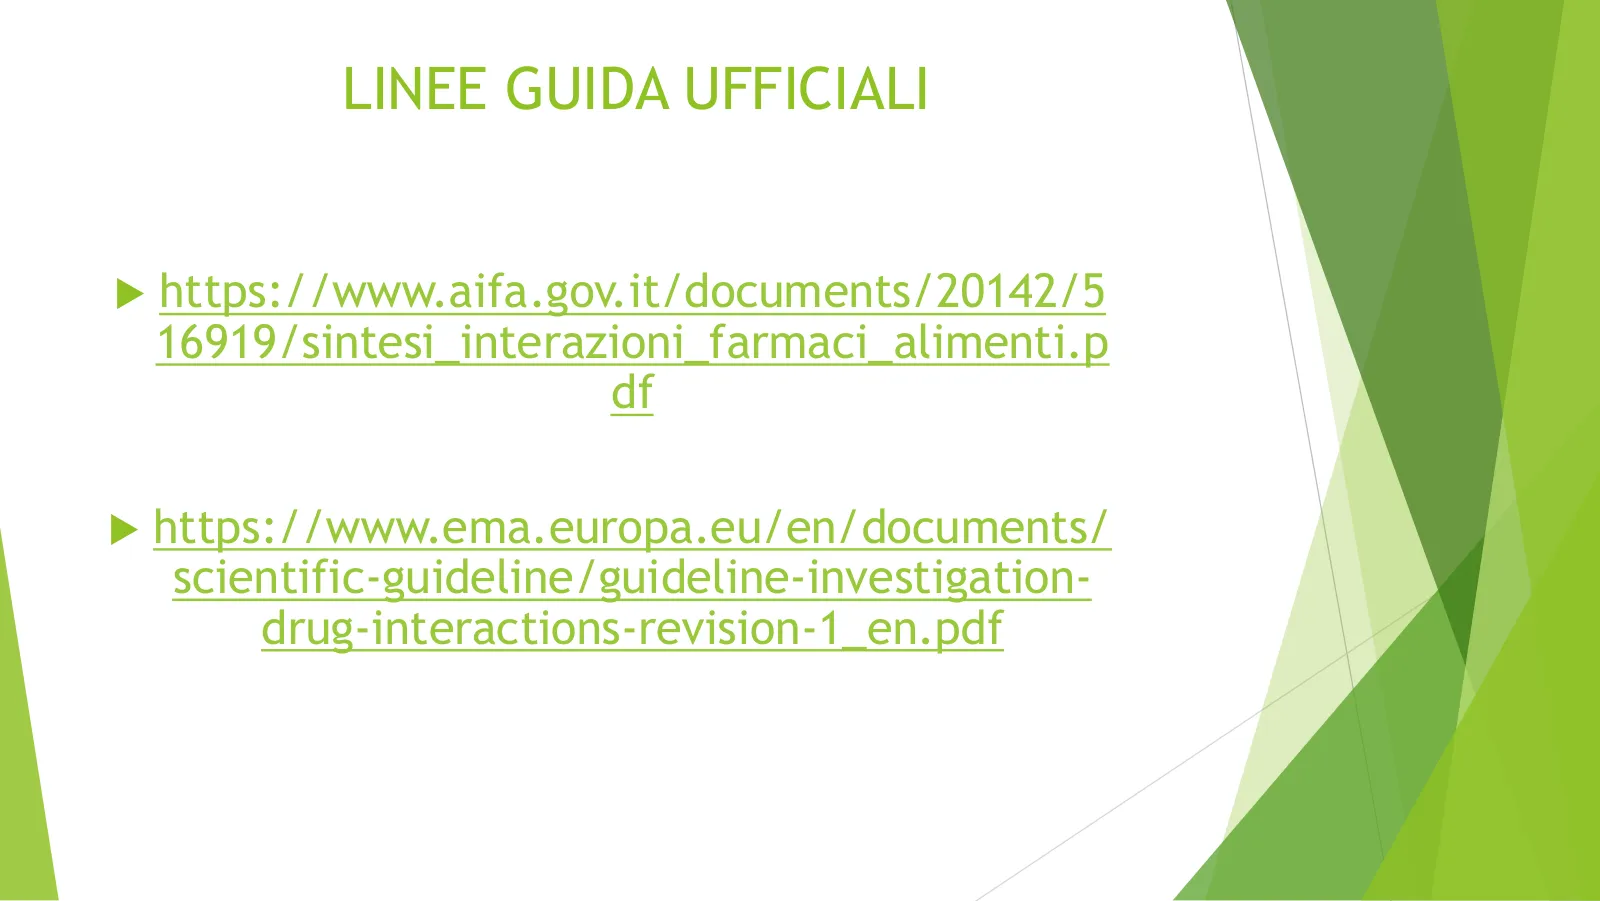 LINEE GUIDA UFFICIALI
https://www.aifa.gov.it/documents/20142/5
16919/sintesi_interazioni_farmaci_alimenti.p
df
https://www.ema.europa.eu/en/documents/
scientific-guideline/guideline-investigation-
drug-interactions-revision-1_en.pdf